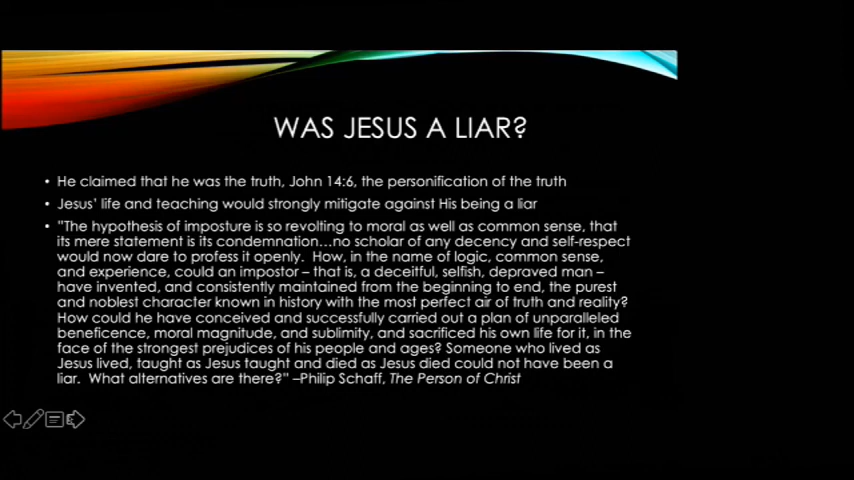 WAS JESUS A LIAR?
• He claimed that he was the truth, John 14:6, the personification of the truth
• Jesus' life and teaching would strongly mitigate against His being a liar
• "The hypothesis of imposture is so revolting to moral as well as common sense, that
its mere statement is its condemnation…no scholar of any decency and self-respect
would now dare to profess it openly.  How, in the name of logic, common sense,
and experience, could an impostor – that is, a deceitful, selfish, depraved man –
have invented, and consistently maintained from the beginning to end, the purest
and noblest character known in history with the most perfect air of truth and reality?
How could he have conceived and successfully carried out a plan of unparalleled
beneficence, moral magnitude, and sublimity, and sacrificed his own life for it, in the
face of the strongest prejudices of his people and ages? Someone who lived as
Jesus lived, taught as Jesus taught and died as Jesus died could not have been a
liar.  What alternatives are there?" –Philip Schaff, The Person of Christ